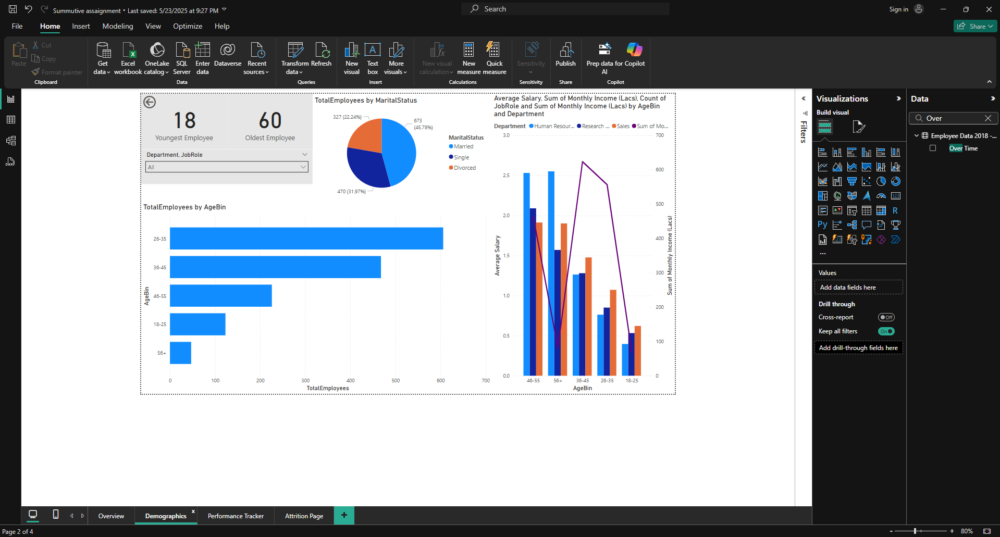 Summutive assaignment • Last saved: 5/23/2025 at 9:27 PM
Search
Sign in
File Home Insert Modeling View Optimize Help
Share
Paste
Cut
Copy
Format painter
Clipboard
Get data
Excel workbook
OneLake catalog
SQL Server
Enter data
Dataverse
Recent sources
Data
Transform data
Refresh
Queries
New visual
Text box
More visuals
Insert
New visual calculation
New measure
Quick measure
Calculations
Sensitivity
Sensitivity
Publish
Share
Prep data for AI
Copilot
Copilot
18
Youngest Employee
60
Oldest Employee
Department, JobRole
All
TotalEmployees by MaritalStatus
327 (22.24%)
673 (45.78%)
470 (31.97%)
MaritalStatus
Married
Single
Divorced
TotalEmployees by AgeBin
AgeBin
26-35
36-45
46-55
18-25
56+
0 100 200 300 400 500 600 700
TotalEmployees
Average Salary, Sum of Monthly Income (Lacs), Count of
JobRole and Sum of Monthly Income (Lacs) by AgeBin
and Department
Department Human Resour... Research ... Sales Sum of Mo...
Average Salary
3.0
2.5
2.0
1.5
1.0
0.5
0.0
700
600
500
400
300
200
100
0
Sum of Monthly Income (Lacs)
46-55 56+ 36-45 26-35 18-25
AgeBin
Filters
Visualizations
Build visual
R
Py
123
123
...
Values
Add data fields here
Drill through
Cross-report
Off
Keep all filters
On
Add drill-through fields here
Data
Over
Employee Data 2018 -...
Over Time
Overview
Demographics
x
Performance Tracker
Attrition Page
+
Page 2 of 4
- + 80%